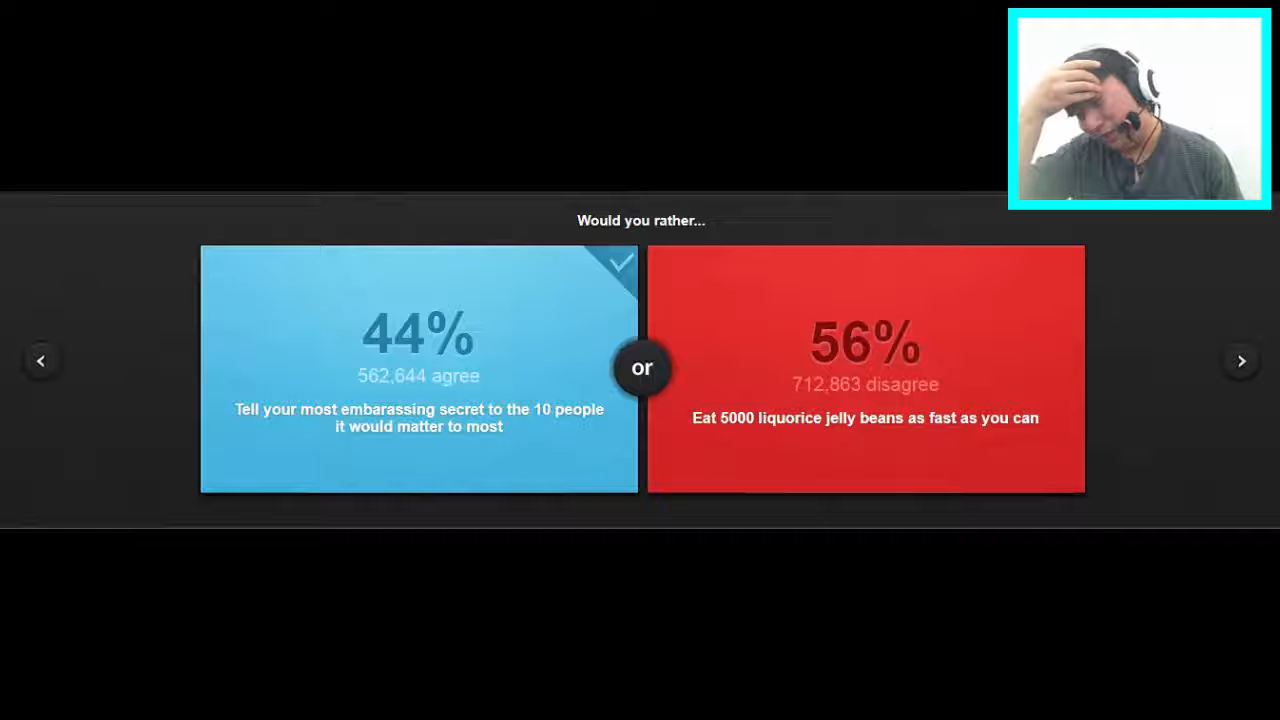 Would you rather...
44%
562,644 agree
Tell your most embarassing secret to the 10 people
it would matter to most
or
56%
712,863 disagree
Eat 5000 liquorice jelly beans as fast as you can